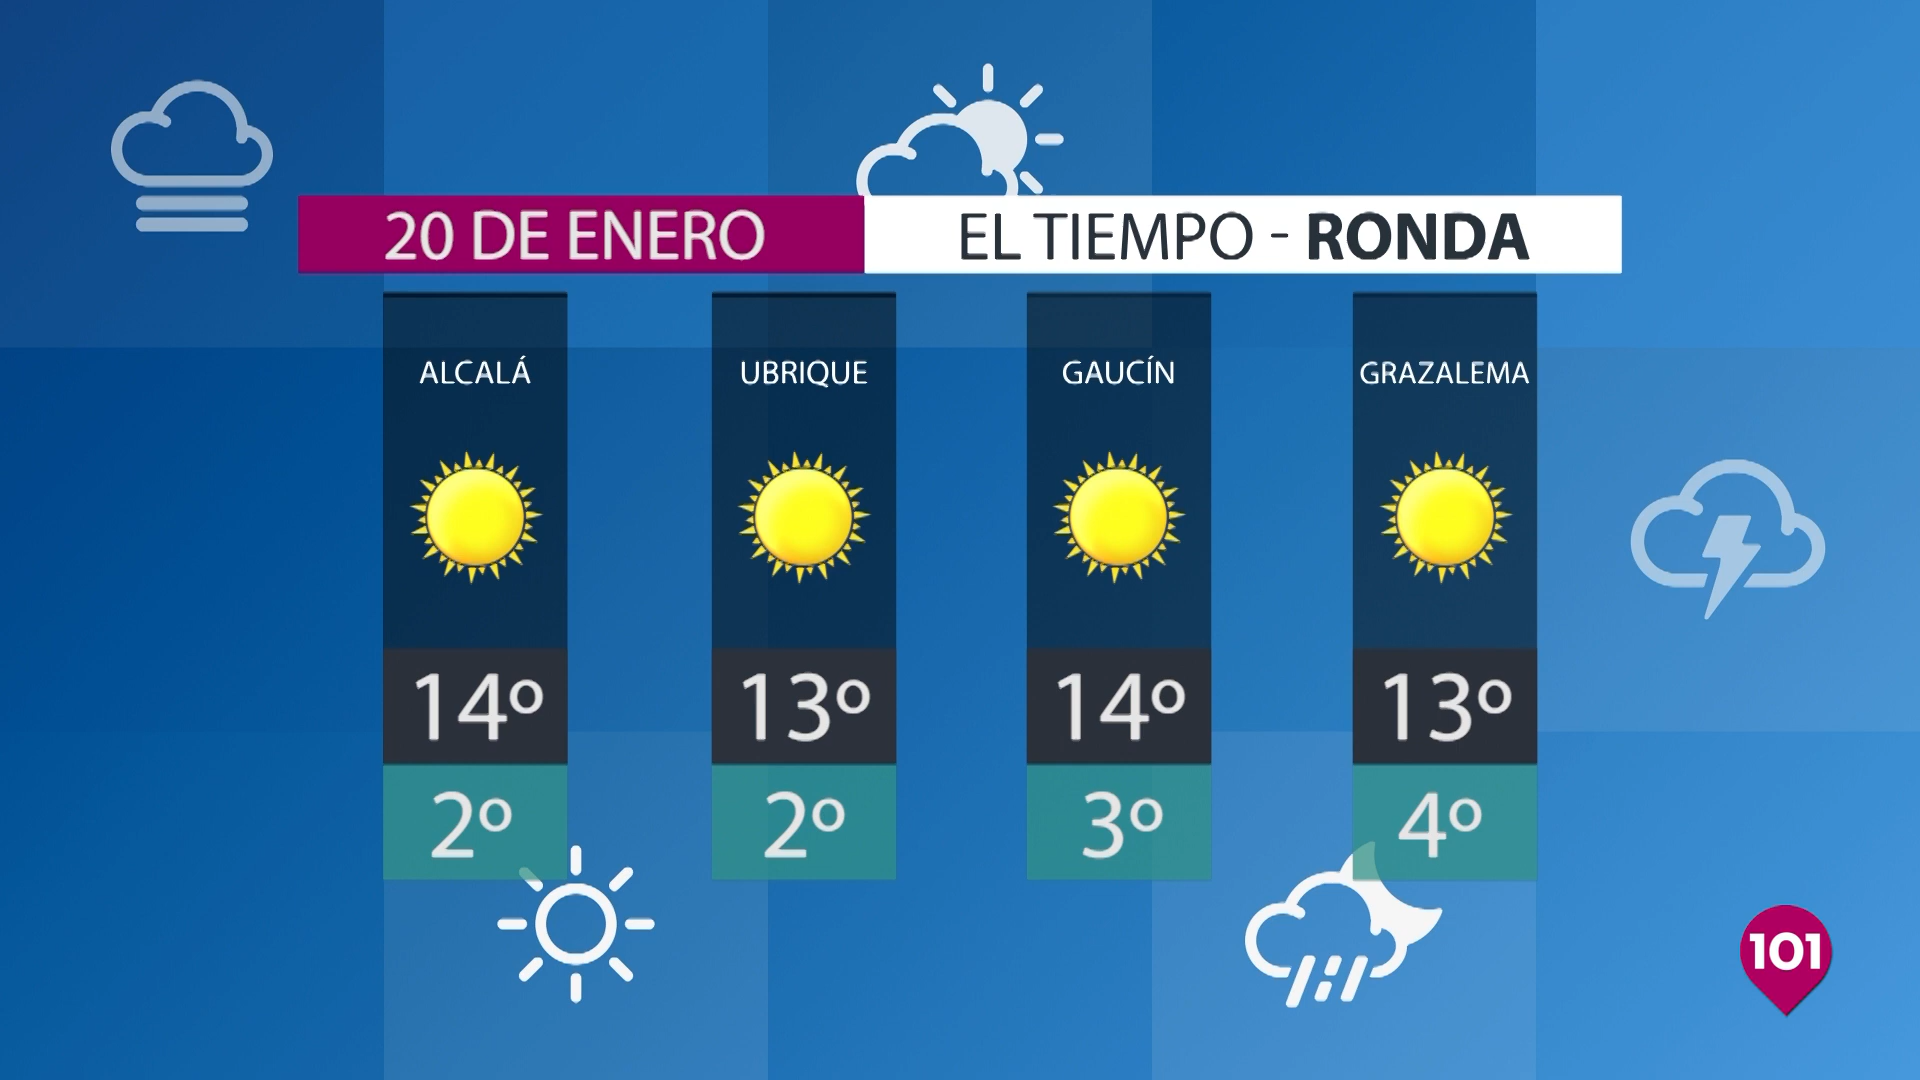 20 DE ENERO
EL TIEMPO - RONDA
ALCALÁ
UBRIQUE
GAUCÍN
GRAZALEMA
14º
13º
14º
13º
2º
2º
3º
4º
101